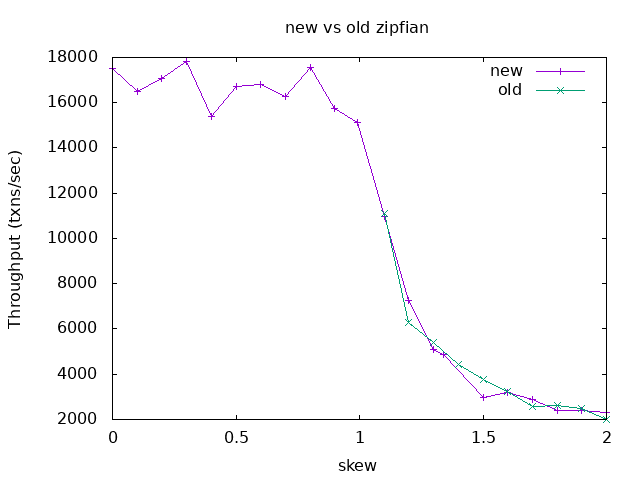 new vs old zipfian
18000
16000
14000
12000
10000
8000
6000
4000
2000
Throughput (txns/sec)
new
old
0 0.5 1 1.5 2
skew